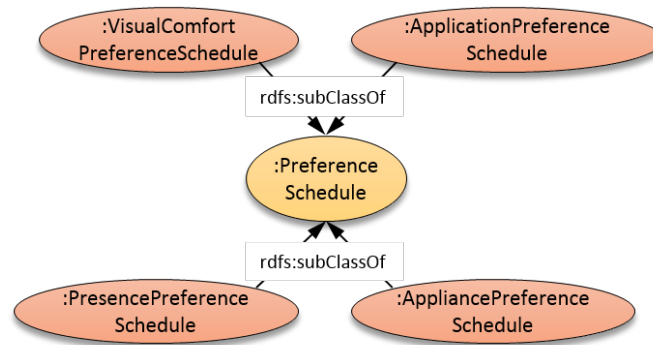 :VisualComfort
PreferenceSchedule
:ApplicationPreference
Schedule
rdfs:subClassOf
:Preference
Schedule
rdfs:subClassOf
:PresencePreference
Schedule
:AppliancePreference
Schedule